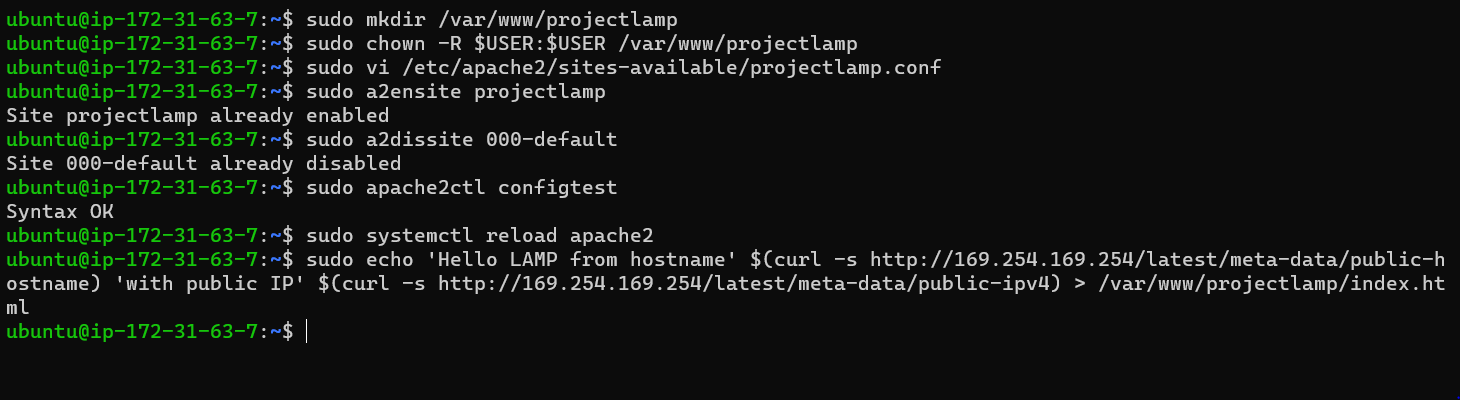 ubuntu@ip-172-31-63-7:~$ sudo mkdir /var/www/projectlamp
ubuntu@ip-172-31-63-7:~$ sudo chown -R $USER:$USER /var/www/projectlamp
ubuntu@ip-172-31-63-7:~$ sudo vi /etc/apache2/sites-available/projectlamp.conf
ubuntu@ip-172-31-63-7:~$ sudo a2ensite projectlamp
Site projectlamp already enabled
ubuntu@ip-172-31-63-7:~$ sudo a2dissite 000-default
Site 000-default already disabled
ubuntu@ip-172-31-63-7:~$ sudo apache2ctl configtest
Syntax OK
ubuntu@ip-172-31-63-7:~$ sudo systemctl reload apache2
ubuntu@ip-172-31-63-7:~$ sudo echo 'Hello LAMP from hostname' $(curl -s http://169.254.169.254/latest/meta-data/public-h
ostname) 'with public IP' $(curl -s http://169.254.169.254/latest/meta-data/public-ipv4) > /var/www/projectlamp/index.ht
ml
ubuntu@ip-172-31-63-7:~$